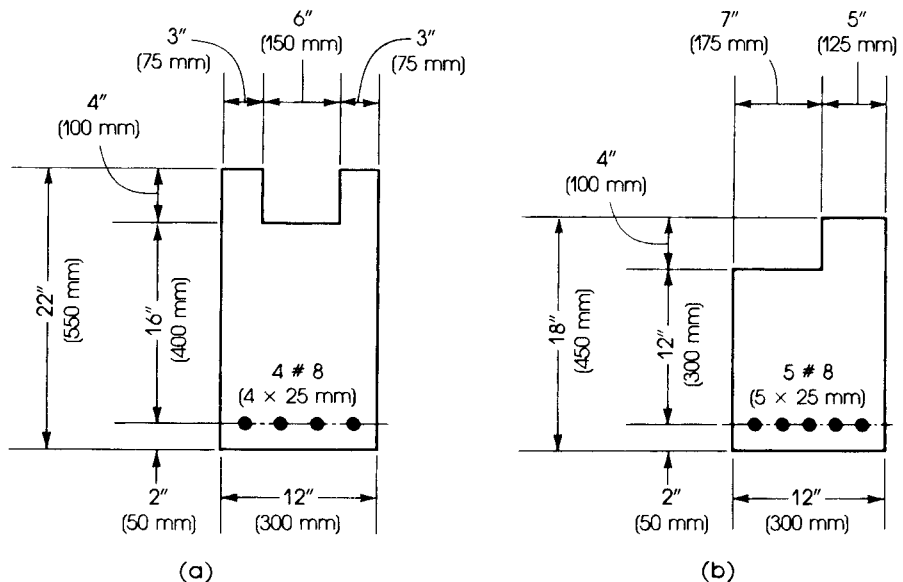 6"
(150 mm)
3"
(75 mm)
3"
(75 mm)
4"
(100 mm)
22"
(550 mm)
16"
(400 mm)
4 # 8
(4 × 25 mm)
2"
(50 mm)
12"
(300 mm)
(a)
7"
(175 mm)
5"
(125 mm)
4"
(100 mm)
18"
(450 mm)
12"
(300 mm)
5 # 8
(5 × 25 mm)
2"
(50 mm)
12"
(300 mm)
(b)